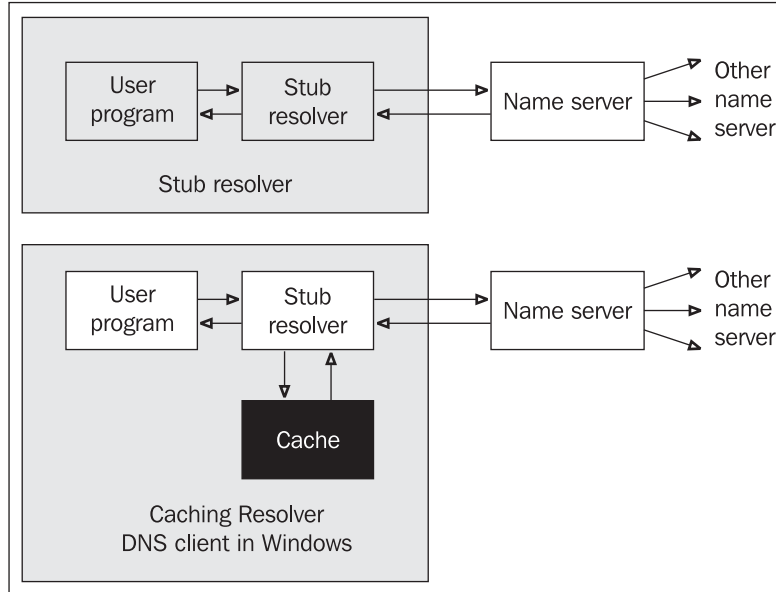 User
program
Stub
resolver
Name server
Other
name
server
Stub resolver
User
program
Stub
resolver
Name server
Other
name
server
Cache
Caching Resolver
DNS client in Windows